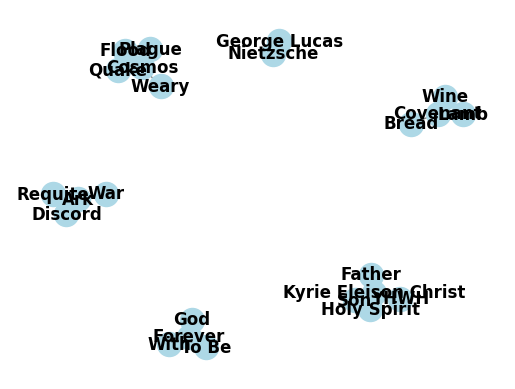 George Lucas
Nietzsche
Flood
Plague
Cosmos
Quake
Weary
Wine
Covenant
Lamb
Bread
Requite
Ark
War
Discord
Father
Kyrie Eleison
Christ
Son
YHWH
Holy Spirit
God
Forever
With
To Be